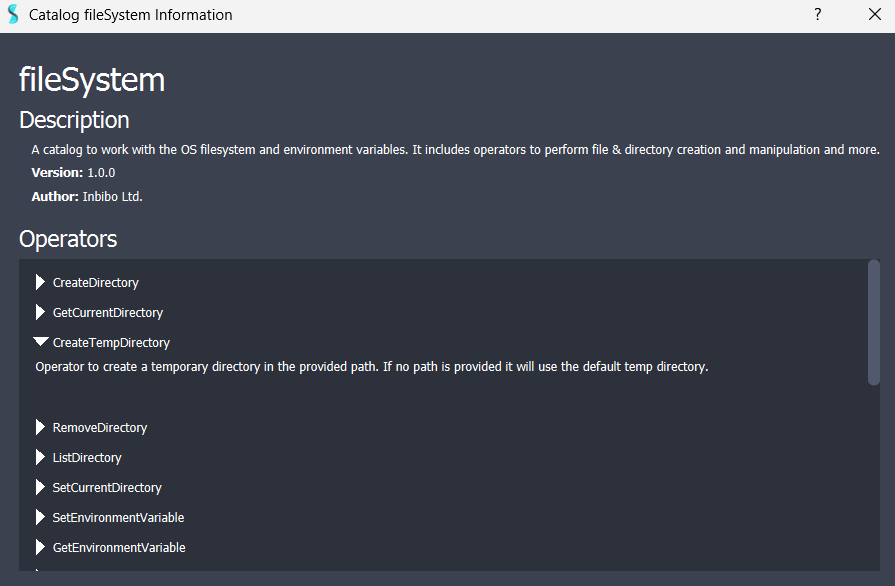 Catalog fileSystem Information
?
fileSystem
Description
A catalog to work with the OS filesystem and environment variables. It includes operators to perform file & directory creation and manipulation and more.
Version: 1.0.0
Author: Inbibo Ltd.
Operators
CreateDirectory
GetCurrentDirectory
CreateTempDirectory
Operator to create a temporary directory in the provided path. If no path is provided it will use the default temp directory.
RemoveDirectory
ListDirectory
SetCurrentDirectory
SetEnvironmentVariable
GetEnvironmentVariable